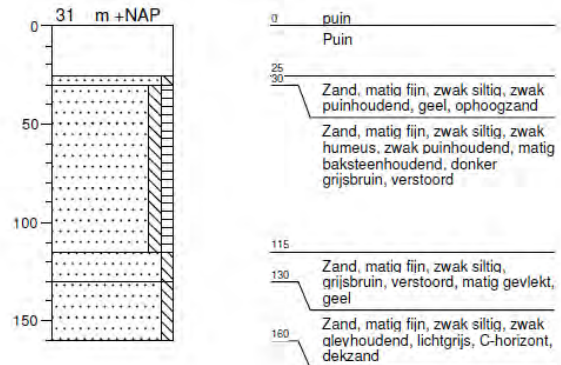 31 m +NAP
0
50
100
150
0 puin
Puin
25
30
Zand, matig fijn, zwak siltig, zwak
puinhoudend, geel, ophoogzand
Zand, matig fijn, zwak siltig, zwak
humeus, zwak puinhoudend, matig
baksteenhoudend, donker
grijsbruin, verstoord
115
Zand, matig fijn, zwak siltig,
grijsbruin, verstoord, matig gevlekt,
geel
130
Zand, matig fijn, zwak siltig, zwak
gleyhoudend, lichtgrijs, C-horizont,
dekzand
160